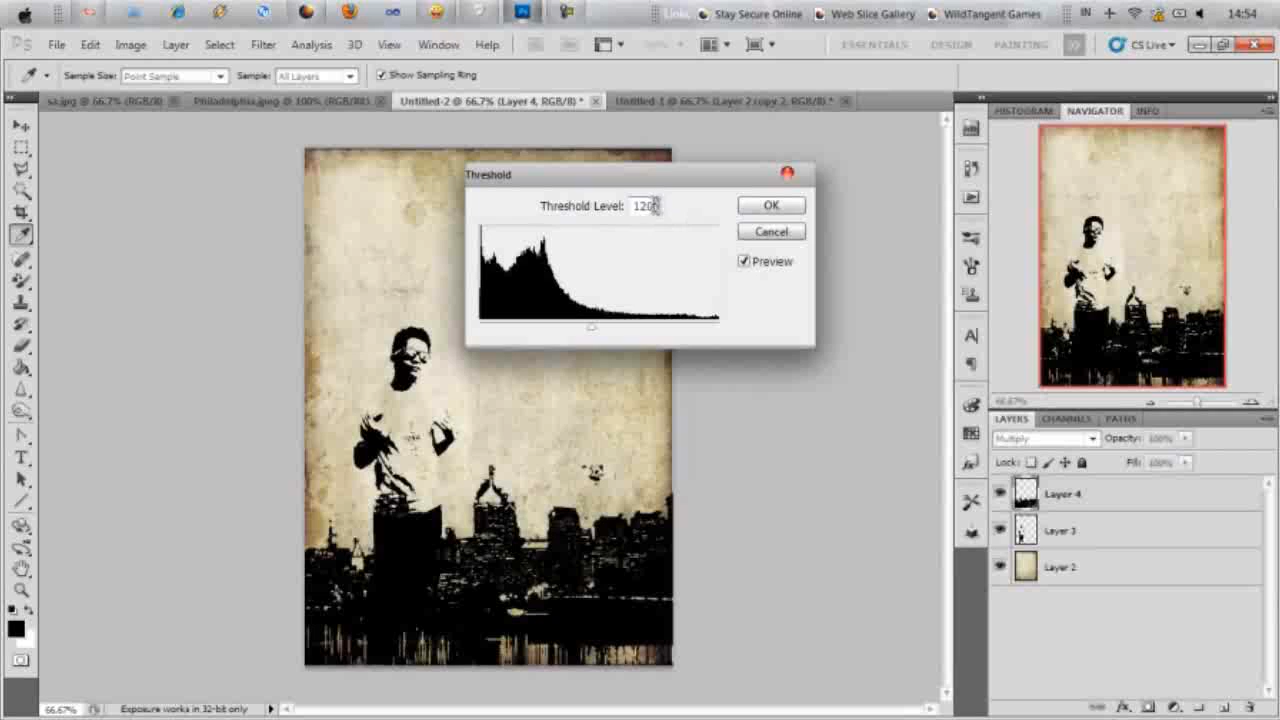 Links Stay Secure Online Web Slice Gallery WildTangent Games IN 14:54
PS File Edit Image Layer Select Filter Analysis 3D View Window Help ESSENTIALS DESIGN PAINTING CS Live
Sample Size: Point Sample Sample: All Layers Show Sampling Ring
sa.jpg @ 66.7% (RGB/8) @ 100% (RGB/8#) Untitled-2 @ 66.7% (Layer 4, RGB/8) * Untitled-1 @ 66.7% (Layer 2 copy 2, RGB/8) *
HISTOGRAM NAVIGATOR INFO
Threshold
Threshold Level: 120
OK
Cancel
Preview
66.67%
LAYERS CHANNELS PATHS
Multiply Opacity: 100%
Lock: Fill: 100%
Layer 4
Layer 3
Layer 2
66.67% Exposure works in 32-bit only